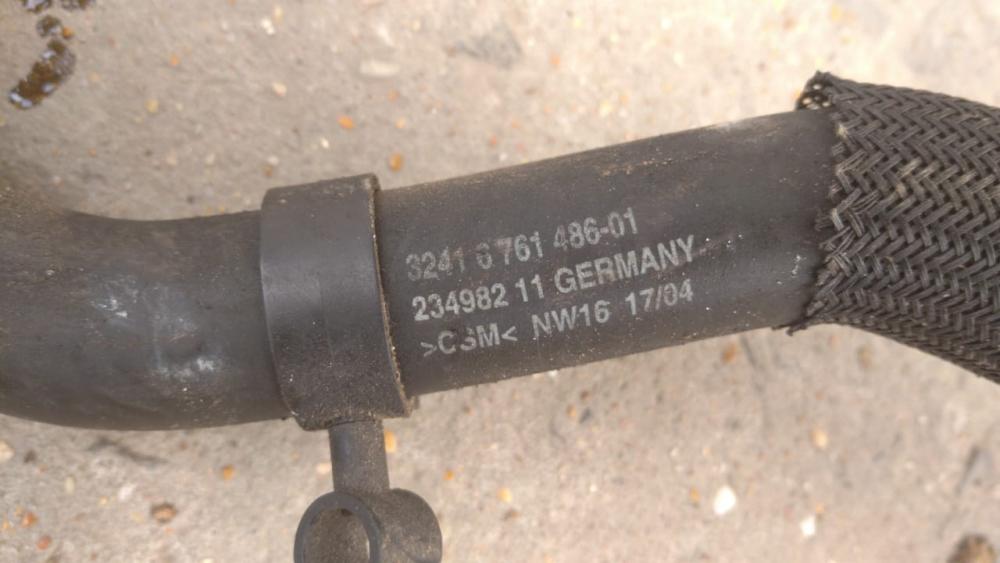 3241 6 761 486-01
234982 11 GERMANY
>CSM< NW16 17/04